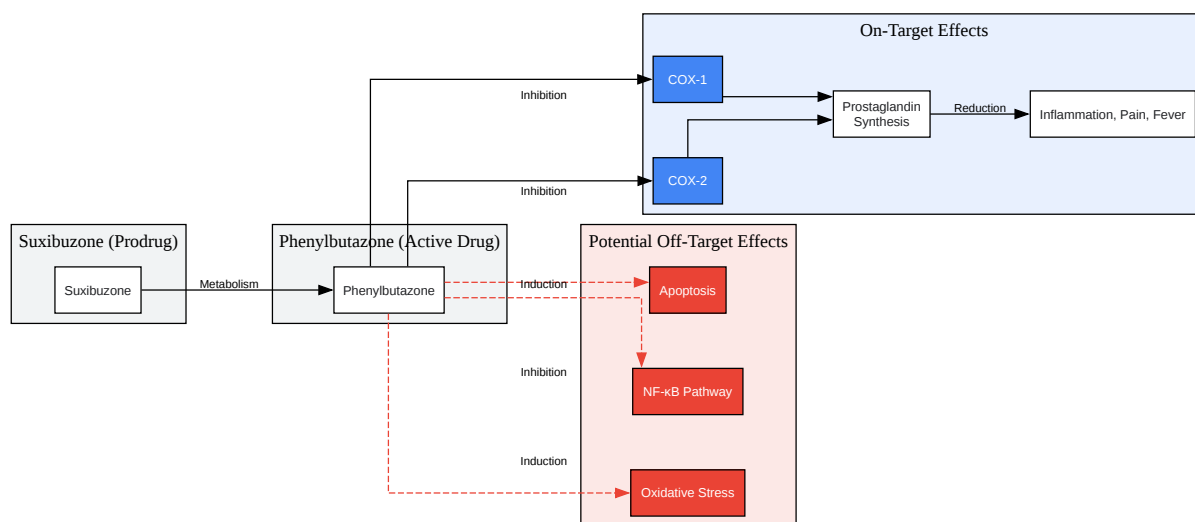 On-Target Effects
COX-1
Inhibition
Prostaglandin
Synthesis
Reduction
Inflammation, Pain, Fever
COX-2
Inhibition
Suxibuzone (Prodrug)
Phenylbutazone (Active Drug)
Potential Off-Target Effects
Suxibuzone
Metabolism
Phenylbutazone
Induction
Apoptosis
Inhibition
NF-κB Pathway
Induction
Oxidative Stress